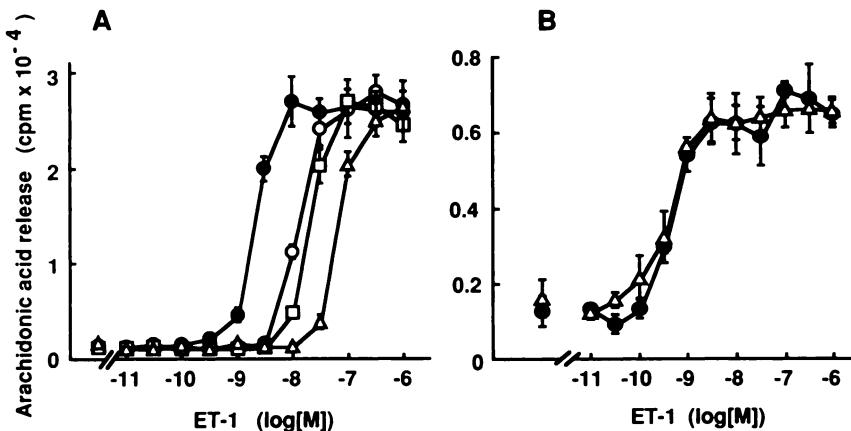 A
B
Arachidonic acid release (cpm x 10⁻⁴)
3
2
1
0
-11 -10 -9 -8 -7 -6
ET-1 (log[M])
0.8
0.6
0.4
0.2
0
-11 -10 -9 -8 -7 -6
ET-1 (log[M])